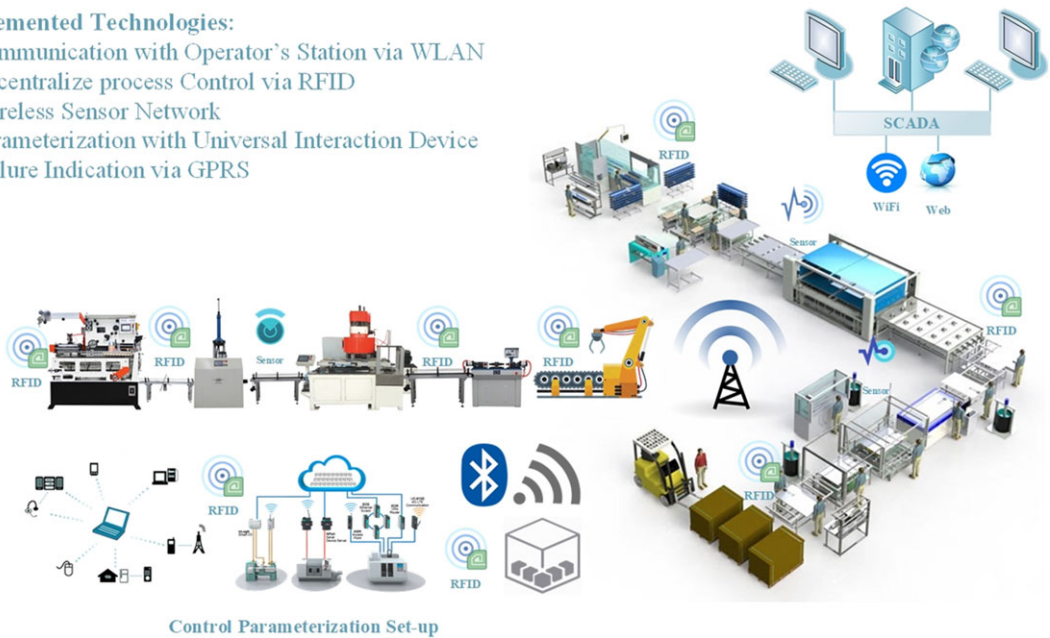 emented Technologies:
mmunication with Operator's Station via WLAN
centralize process Control via RFID
reless Sensor Network
rameterization with Universal Interaction Device
lure Indication via GPRS
SCADA
WiFi
Web
RFID
Sensor
RFID
RFID
RFID
Sensor
RFID
RFID
Sensor
RFID
RFID
RFID
Control Parameterization Set-up